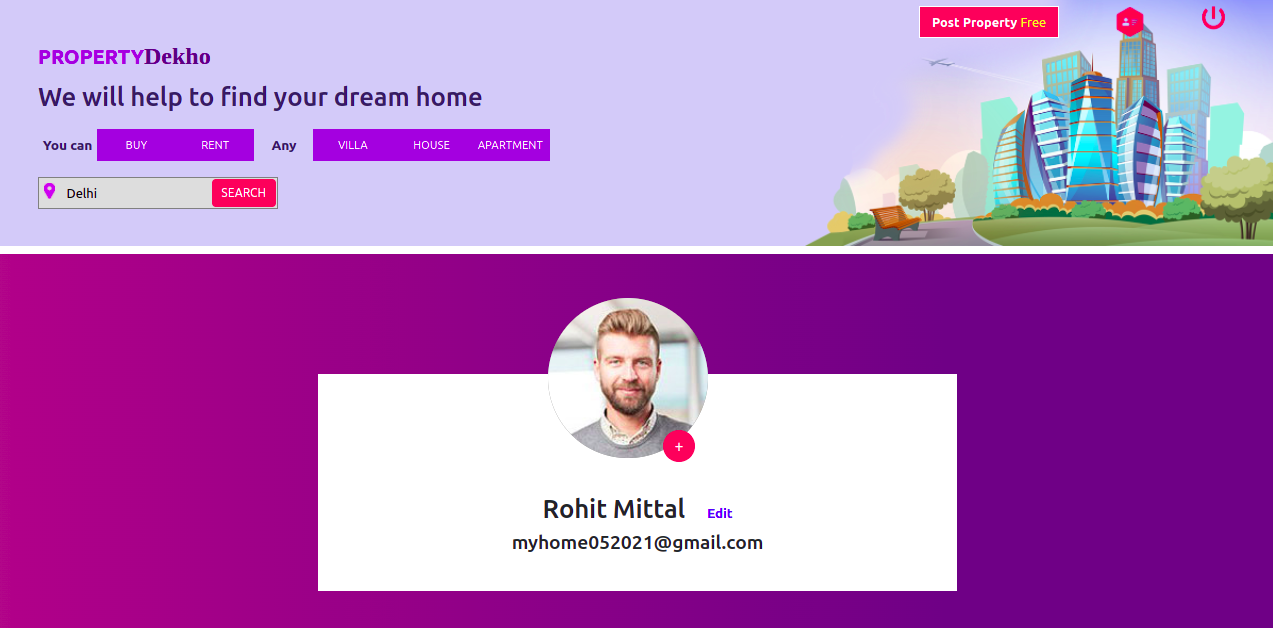 Post Property Free
PROPERTYDekho
We will help to find your dream home
You can BUY RENT Any VILLA HOUSE APARTMENT
Delhi SEARCH
+
Rohit Mittal Edit
myhome052021@gmail.com